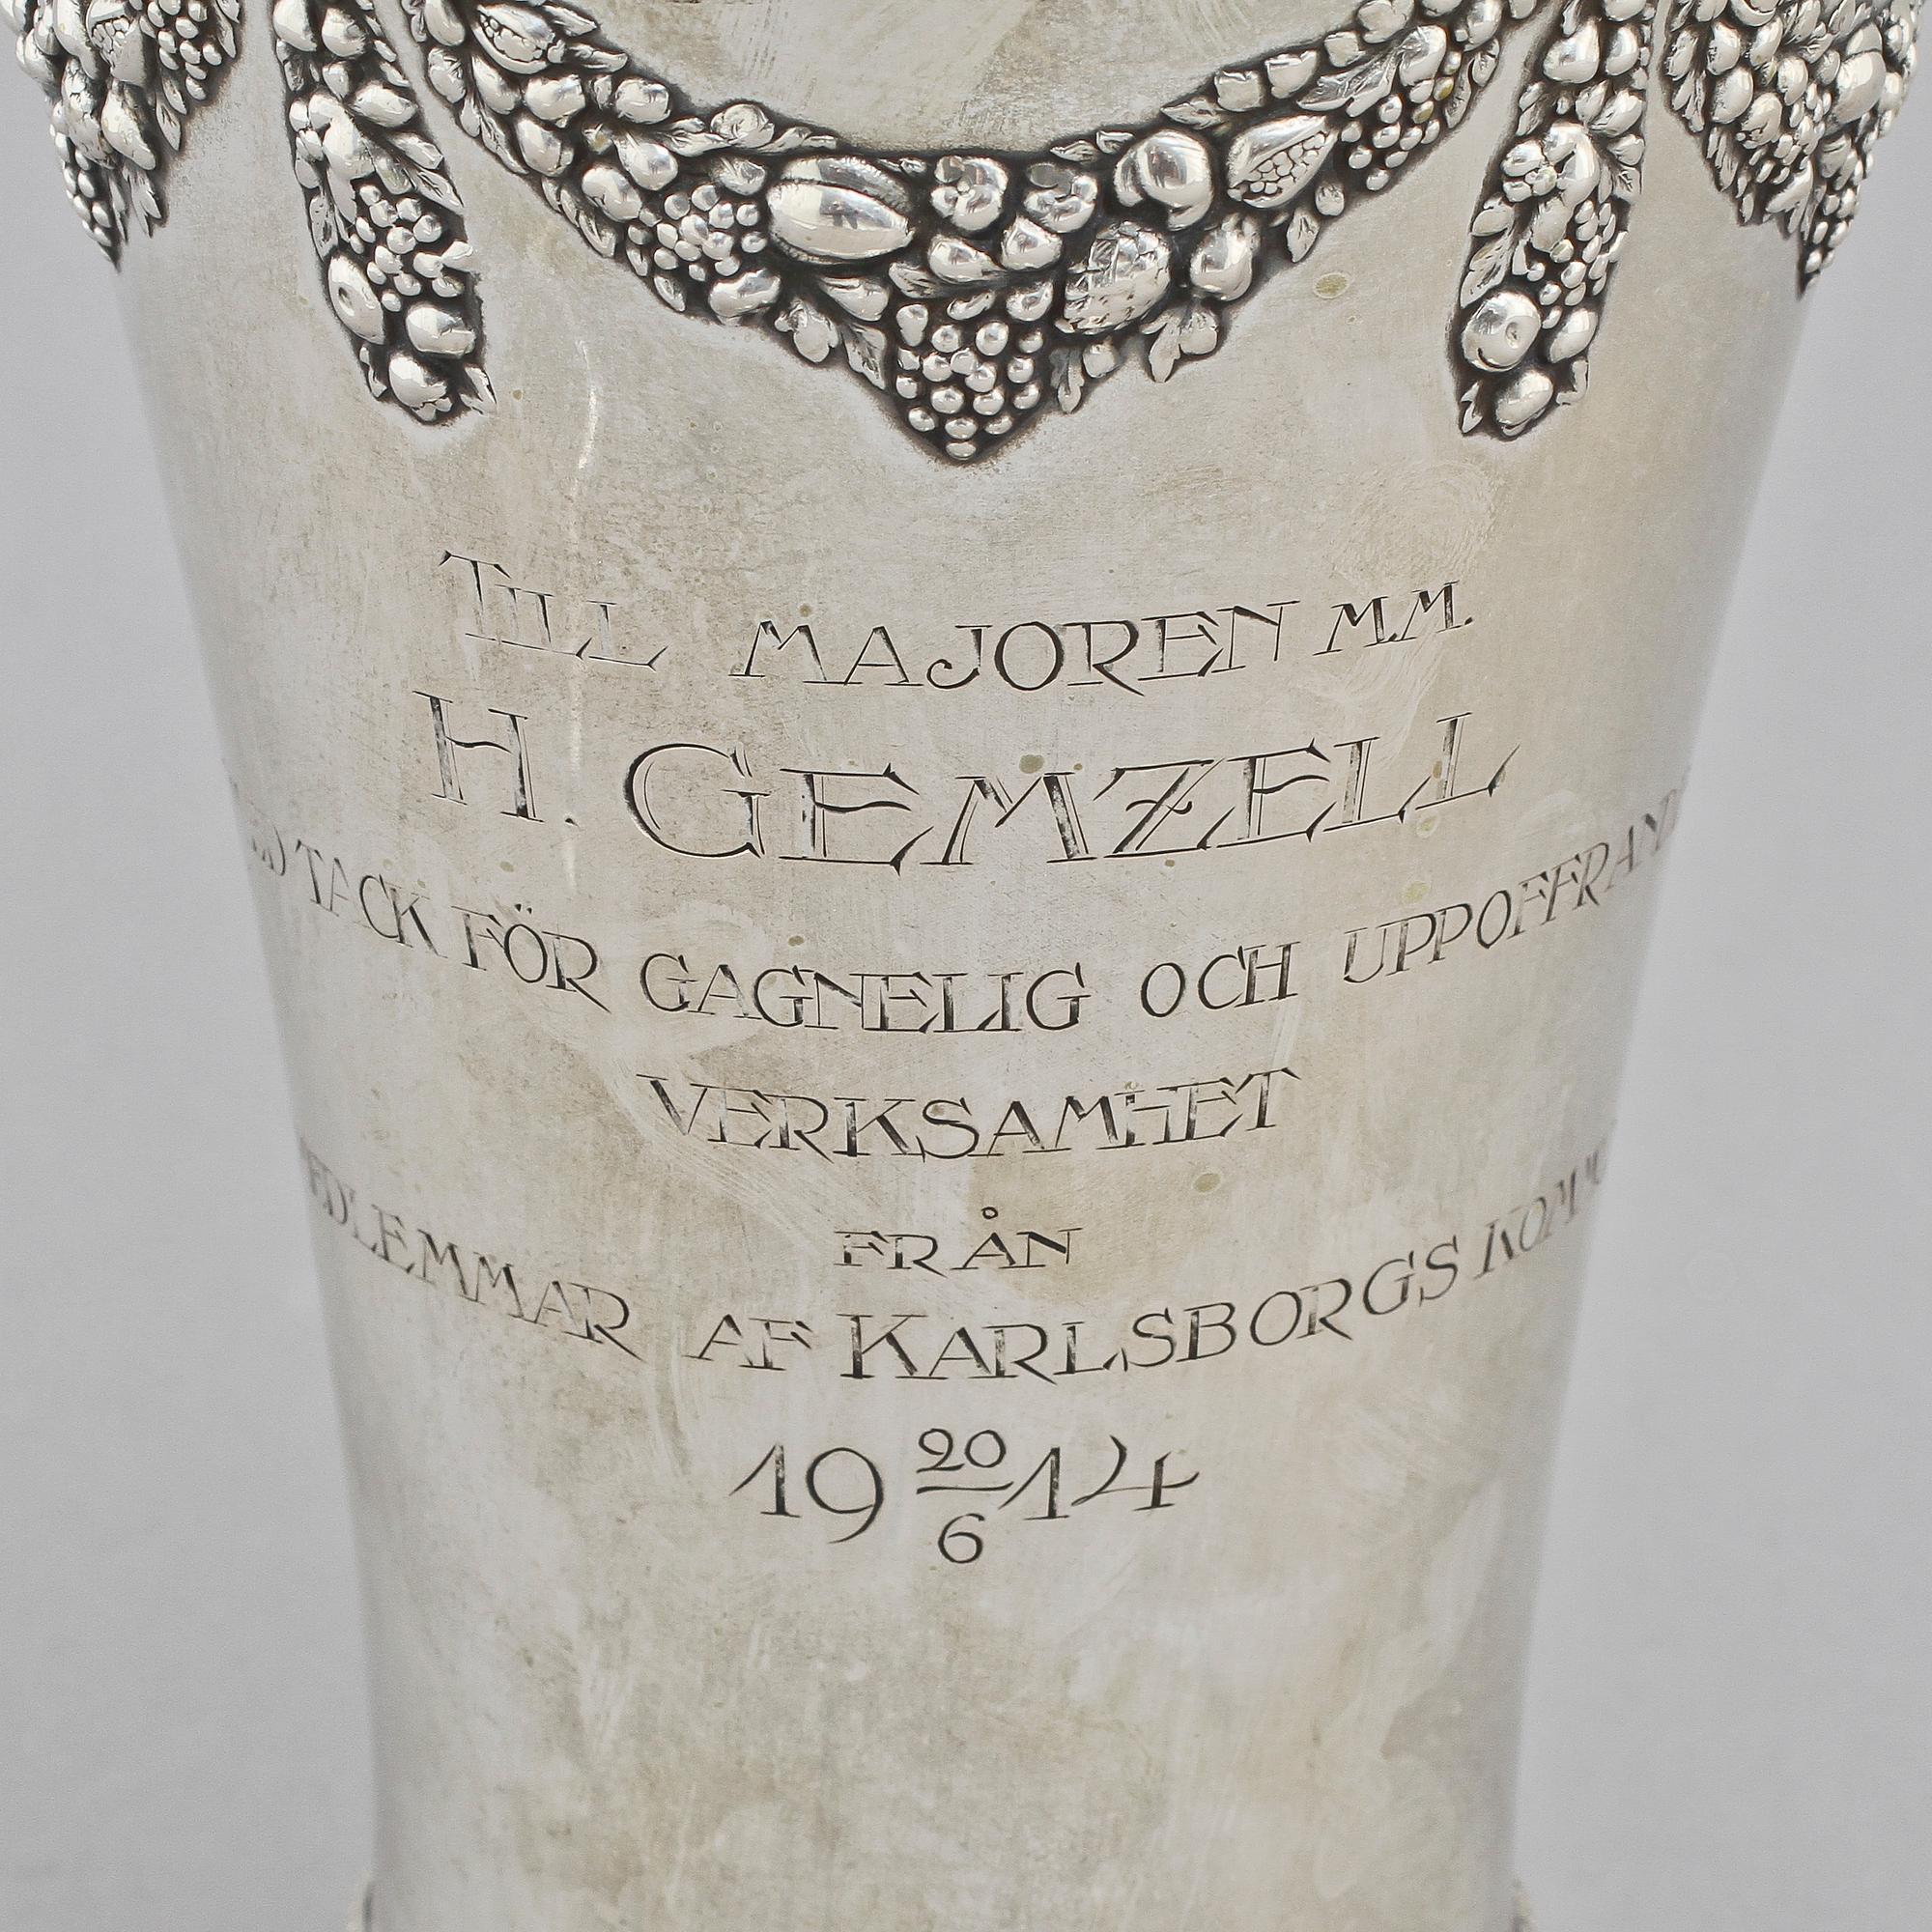 TILL MAJOREN M.M.
H. GEMZELL
TACK FÖR GAGNELIG OCH
VERKSAMHET
FRÅN
AF KARLSBORGS
19 20/6 14